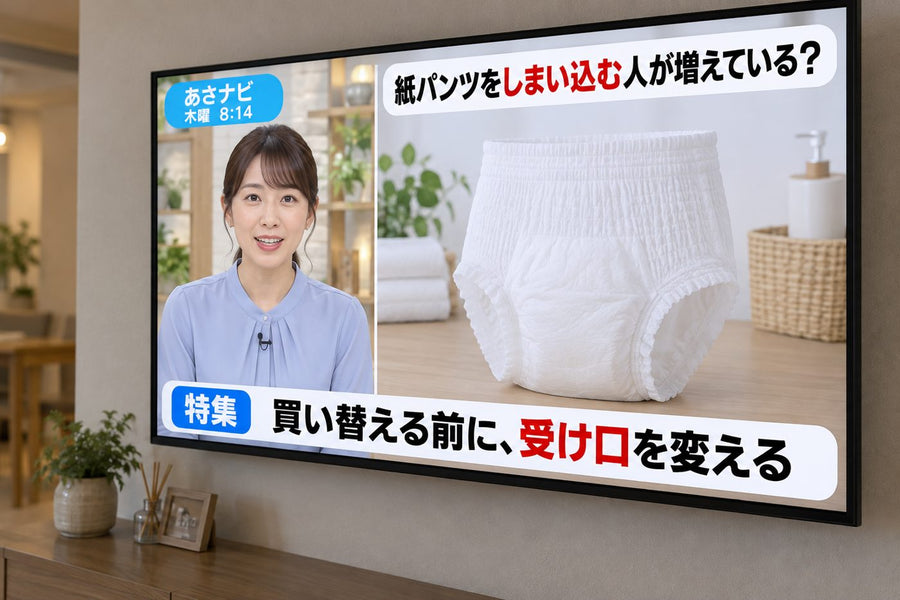 あさナビ
木曜 8:14
紙パンツをしまい込む人が増えている?
特集
買い替える前に、受け口を変える